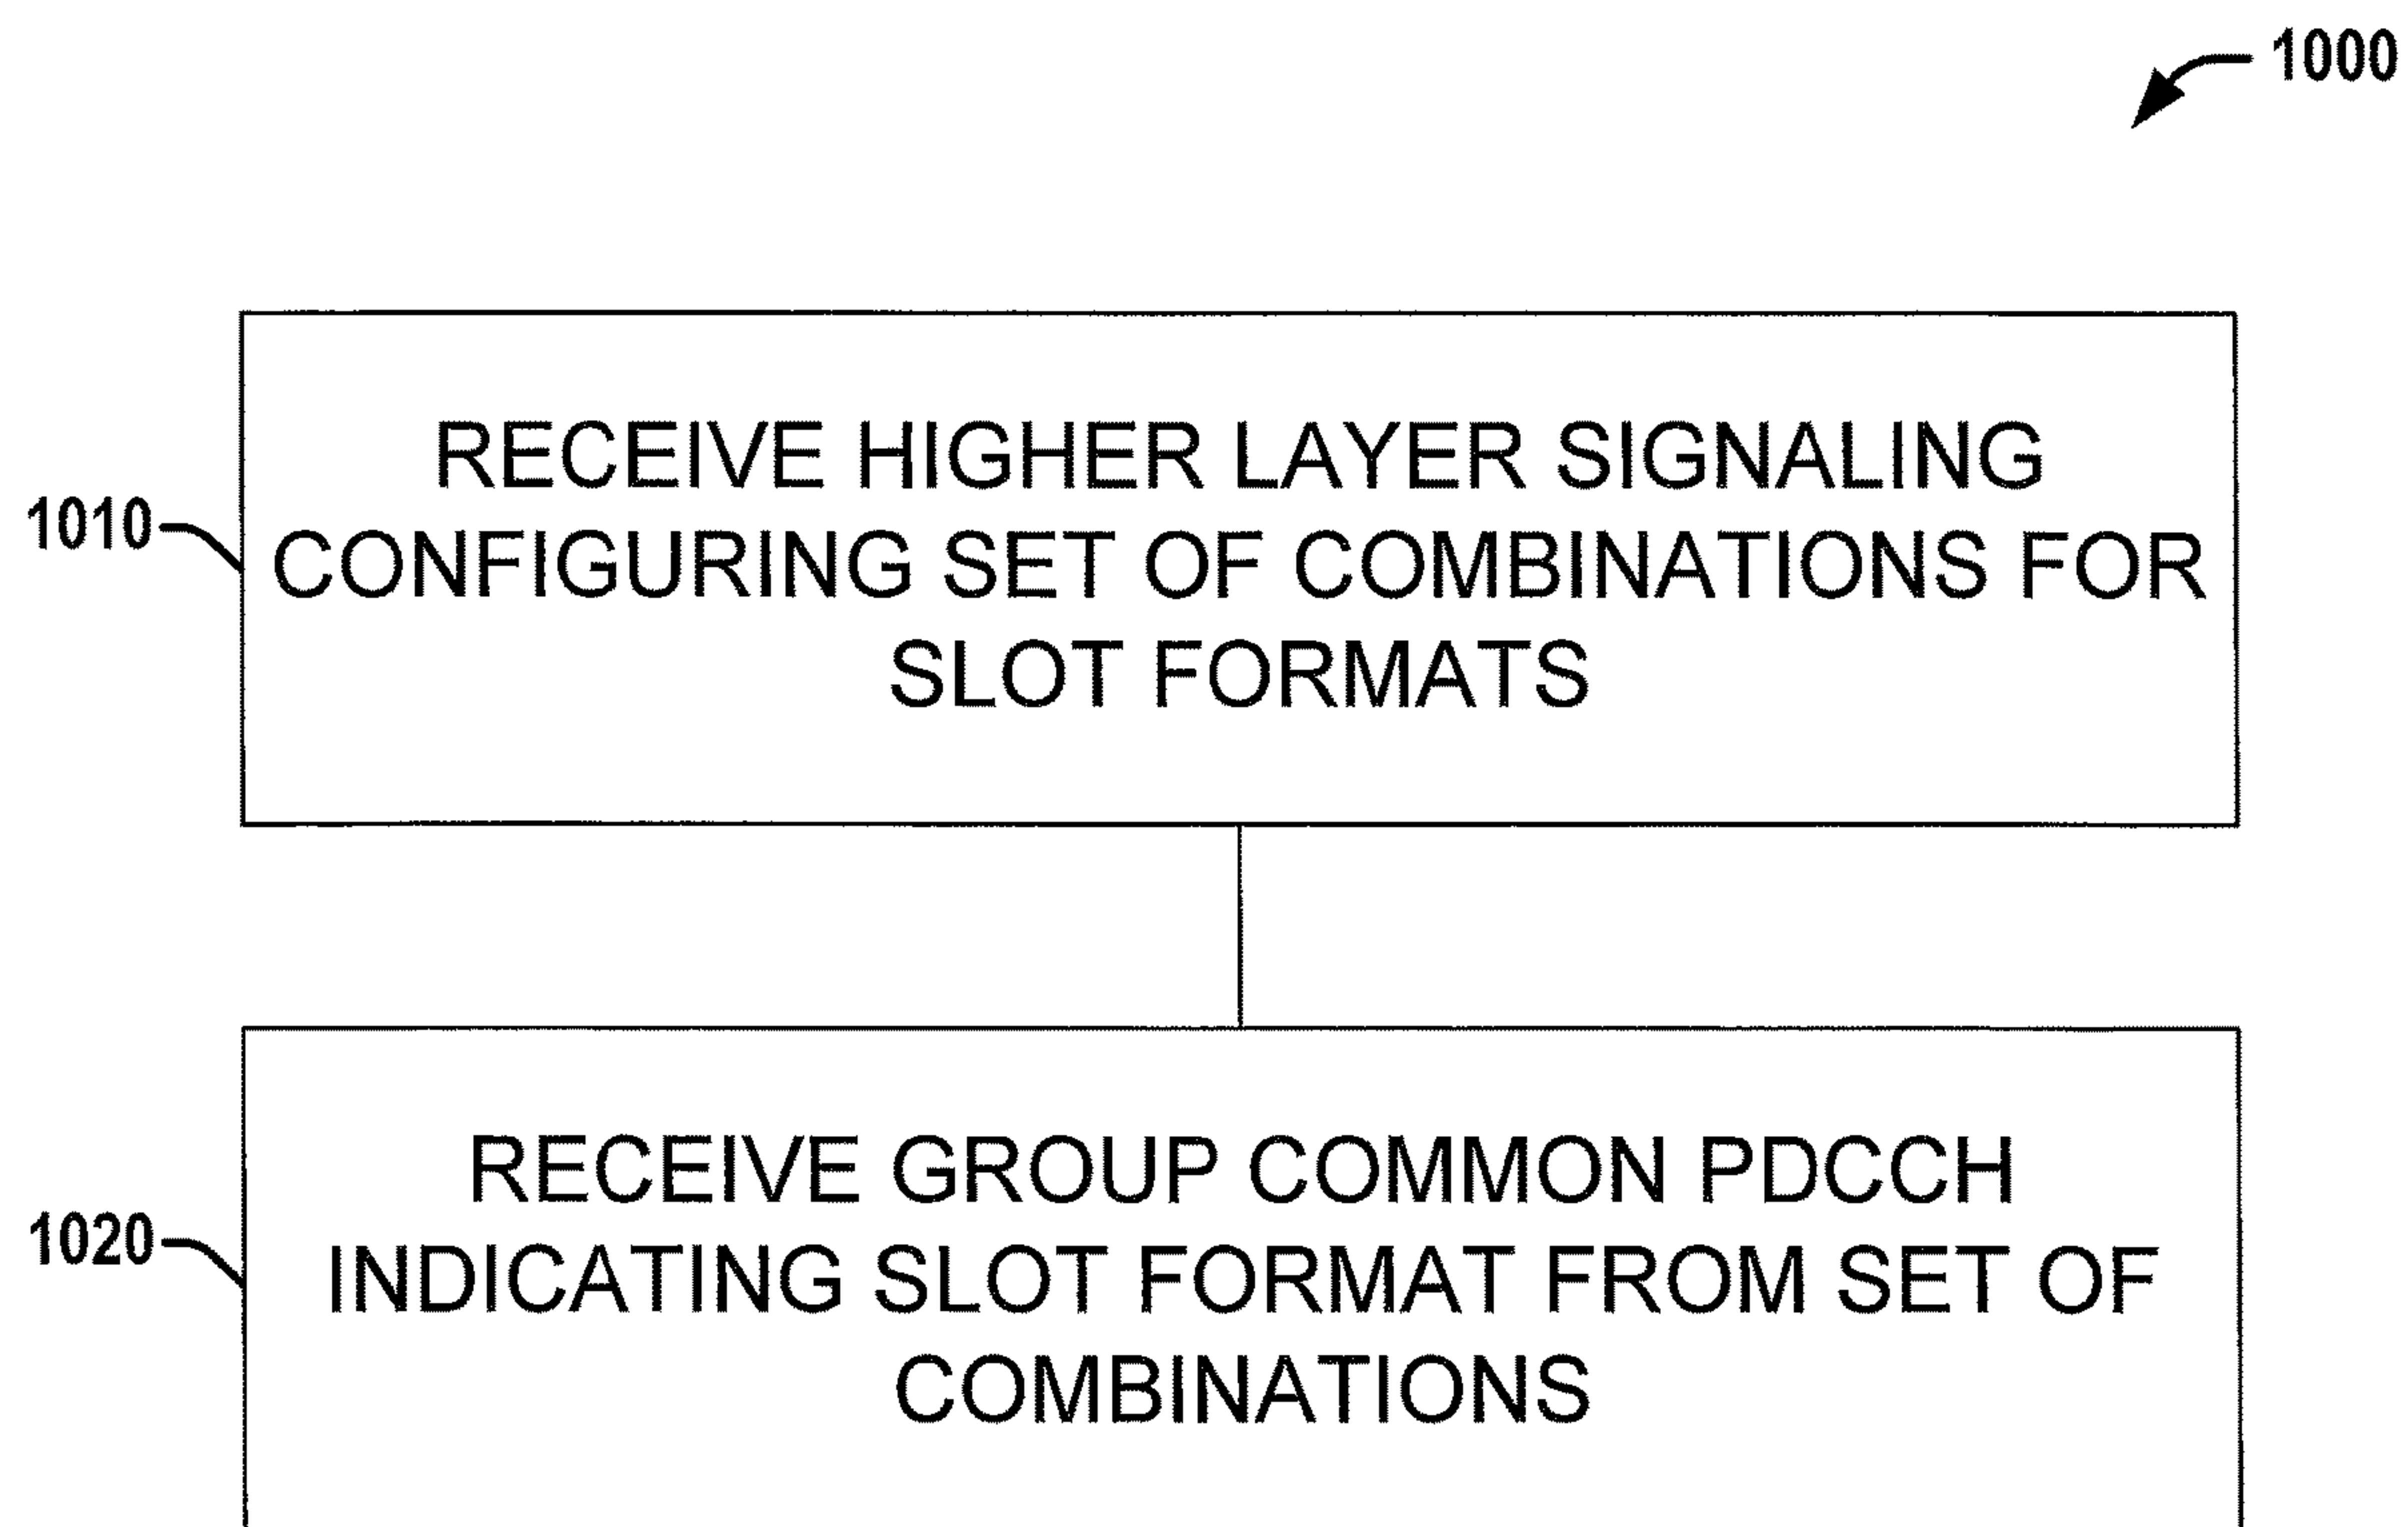 1000
RECEIVE HIGHER LAYER SIGNALING
1010
CONFIGURING SET OF COMBINATIONS FOR
SLOT FORMATS
RECEIVE GROUP COMMON PDCCH
1020
INDICATING SLOT FORMAT FROM SET OF
COMBINATIONS